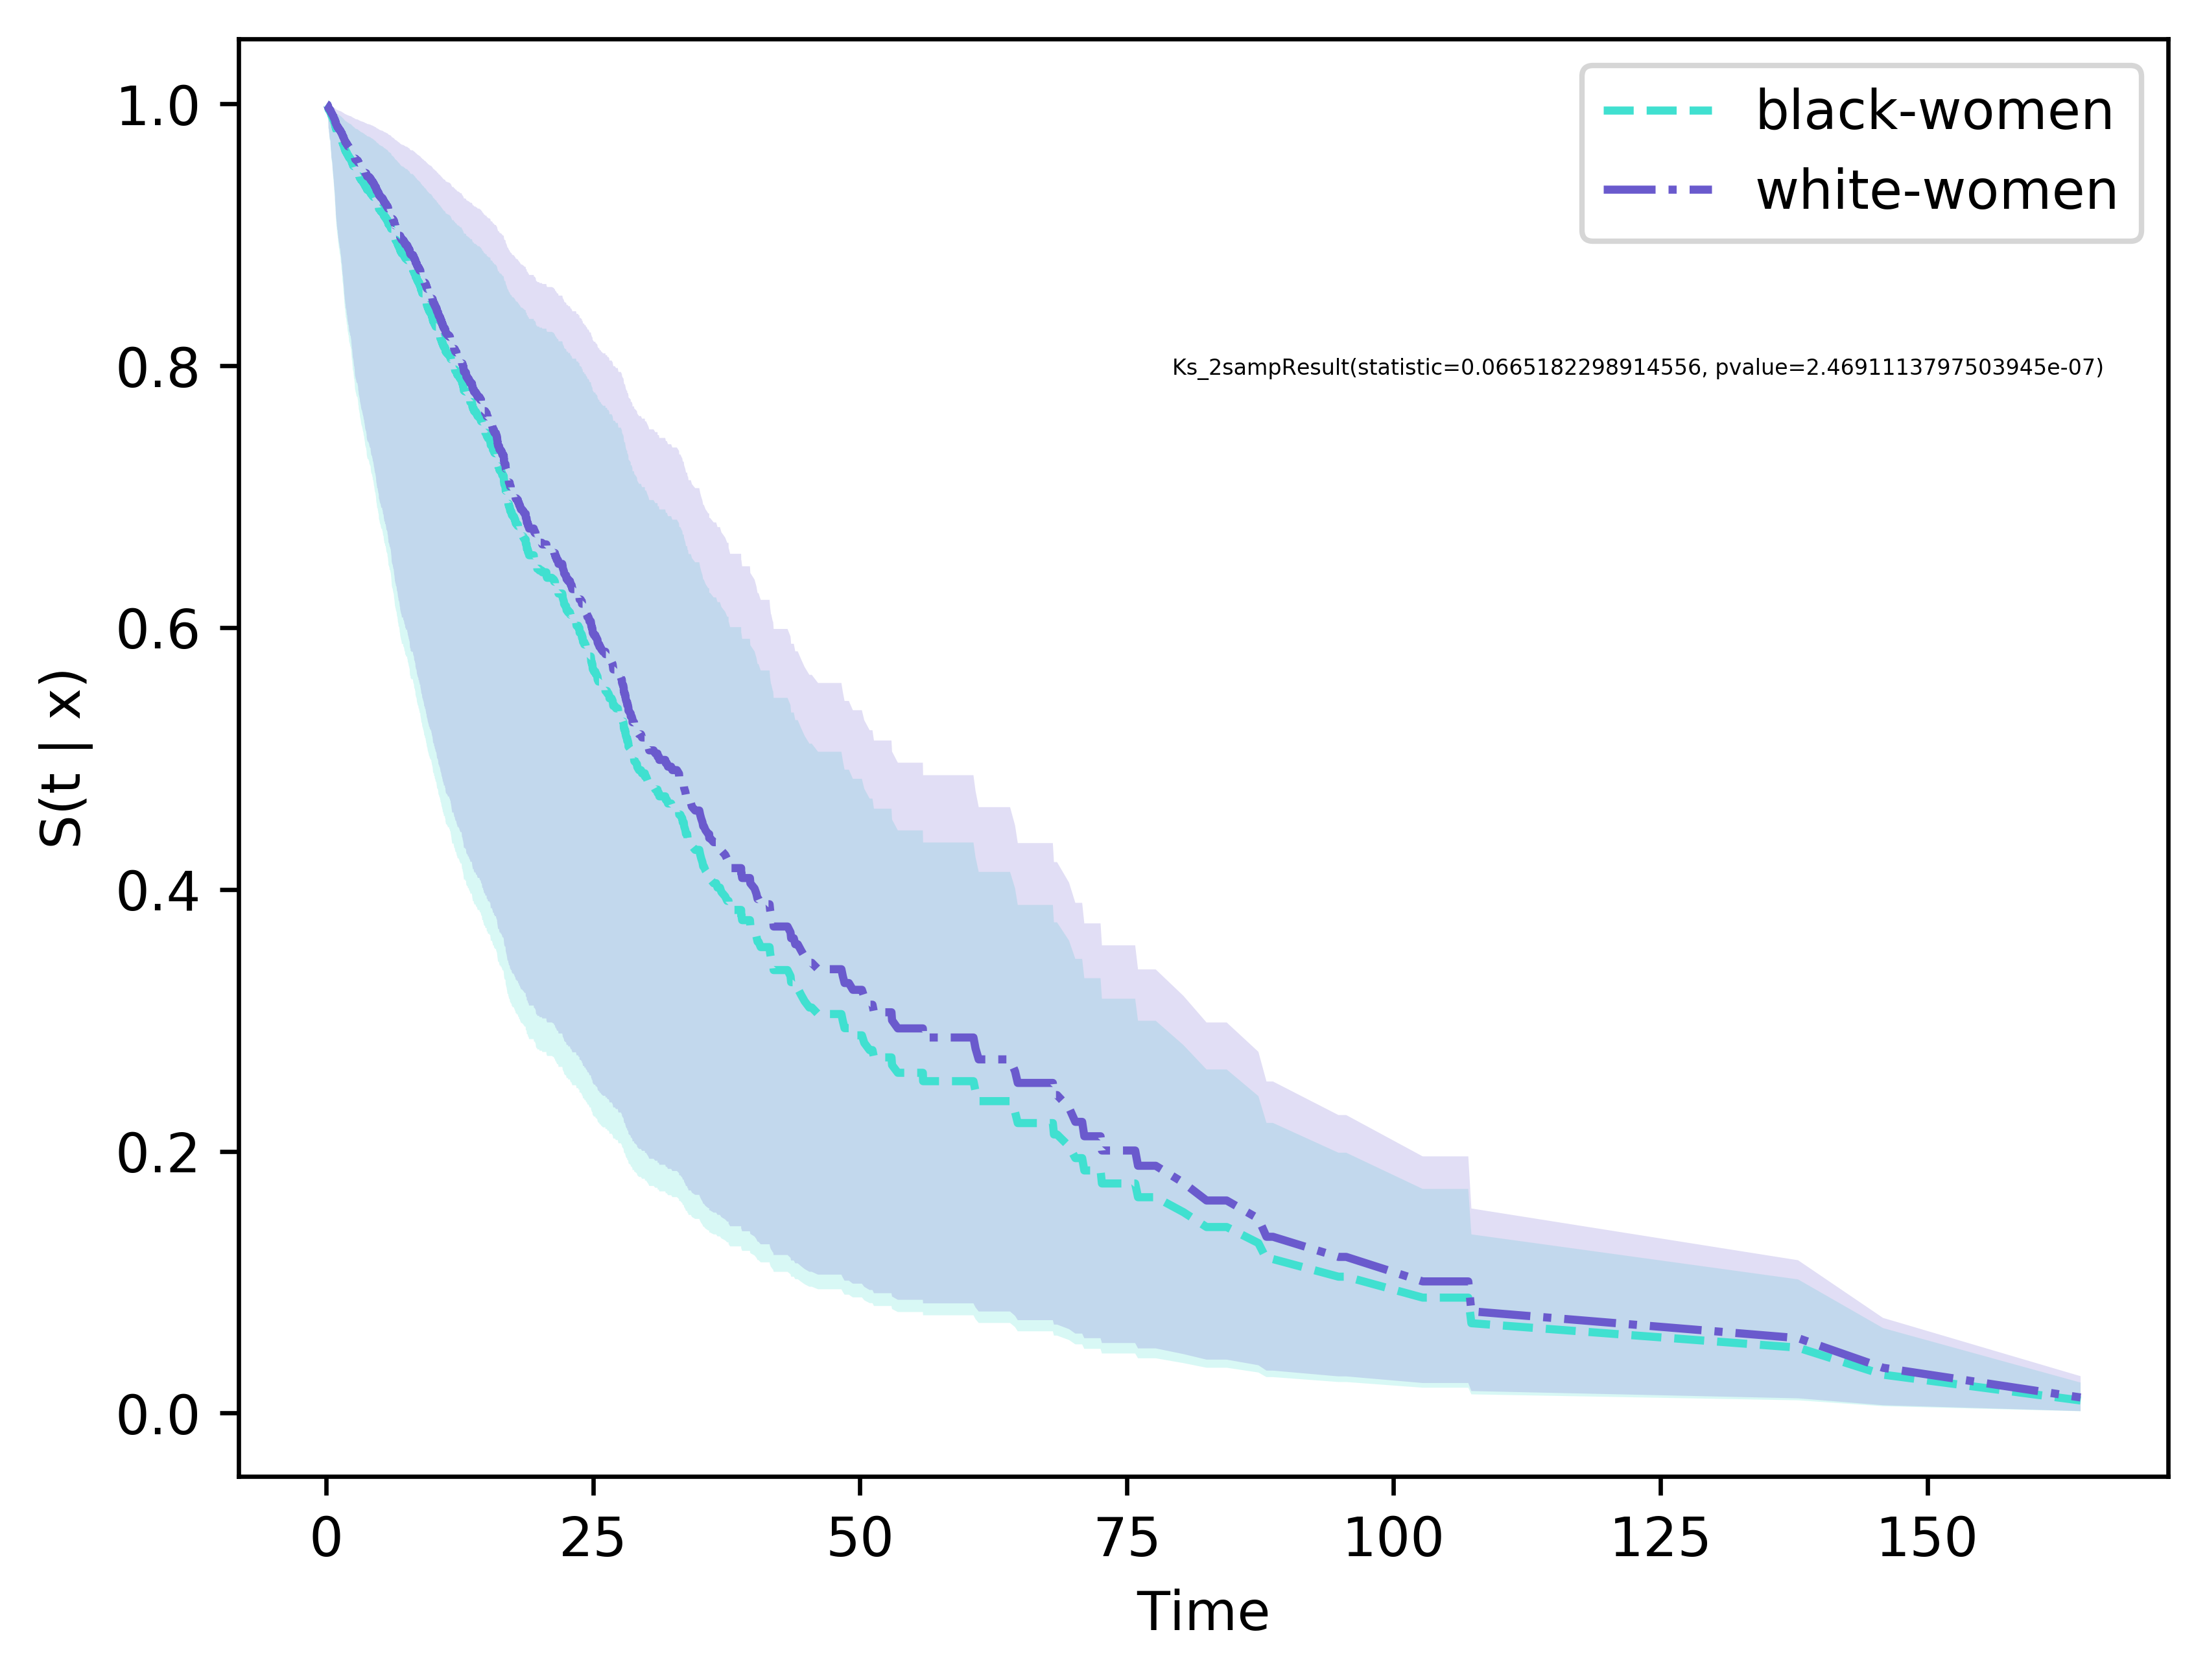 1.0
0.8
0.6
0.4
0.2
0.0
S(t | x)
black-women
white-women
Ks_2sampResult(statistic=0.0665182298914556, pvalue=2.4691113797503945e-07)
0 25 50 75 100 125 150
Time